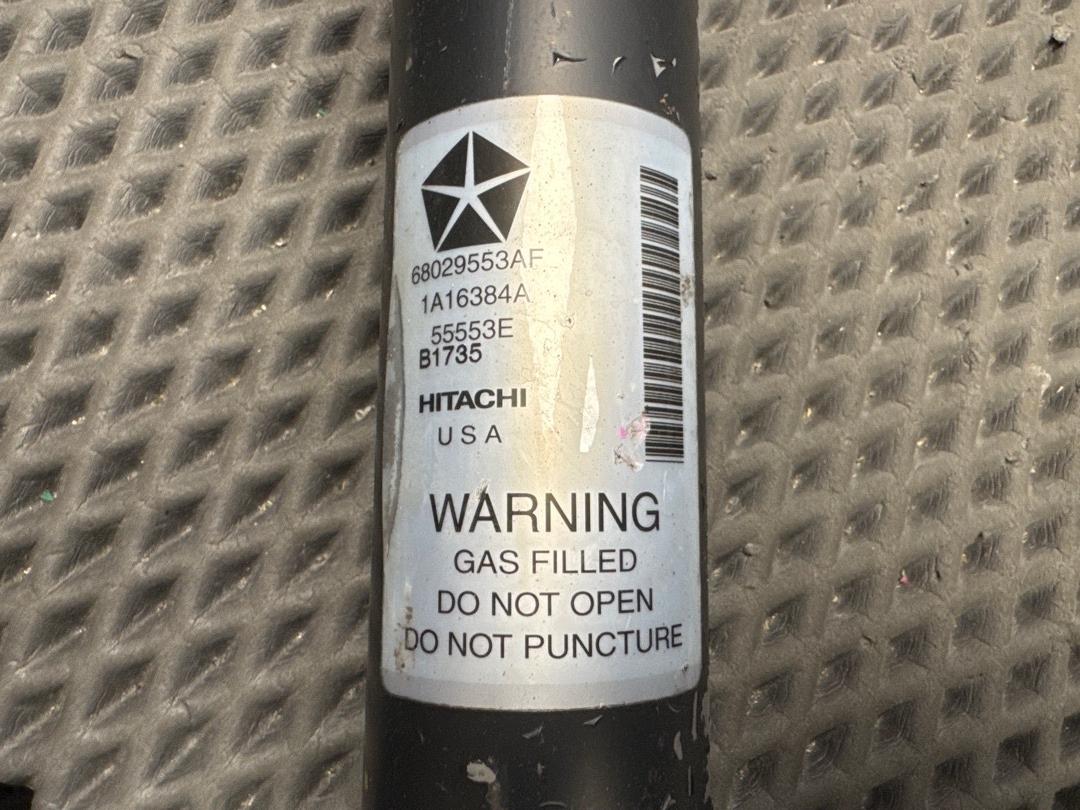 68029553AF
1A16384A
55553E
B1735
HITACHI
USA
WARNING
GAS FILLED
DO NOT OPEN
DO NOT PUNCTURE